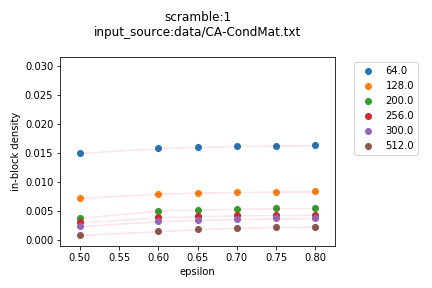 scramble:1
input_source:data/CA-CondMat.txt
0.030
0.025
0.020
0.015
0.010
0.005
0.000
in-block density
0.50 0.55 0.60 0.65 0.70 0.75 0.80
epsilon
64.0
128.0
200.0
256.0
300.0
512.0